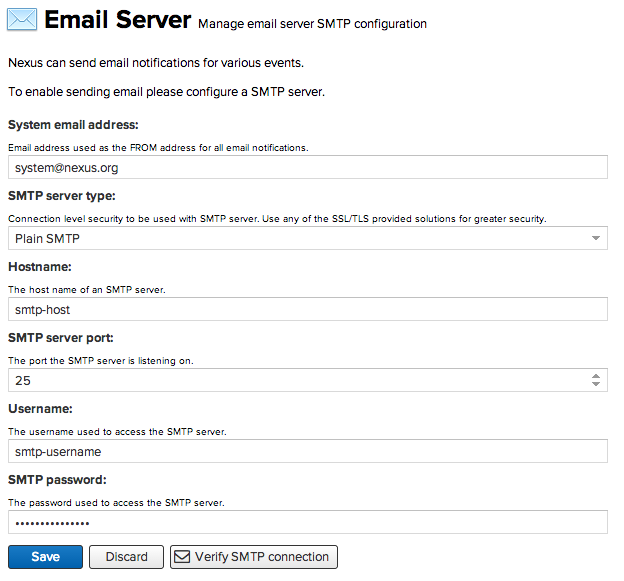 Email Server Manage email server SMTP configuration
Nexus can send email notifications for various events.
To enable sending email please configure a SMTP server.
System email address:
Email address used as the FROM address for all email notifications.
system@nexus.org
SMTP server type:
Connection level security to be used with SMTP server. Use any of the SSL/TLS provided solutions for greater security.
Plain SMTP
Hostname:
The host name of an SMTP server.
smtp-host
SMTP server port:
The port the SMTP server is listening on.
25
Username:
The username used to access the SMTP server.
smtp-username
SMTP password:
The password used to access the SMTP server.
•••••••••••••••
Save Discard Verify SMTP connection